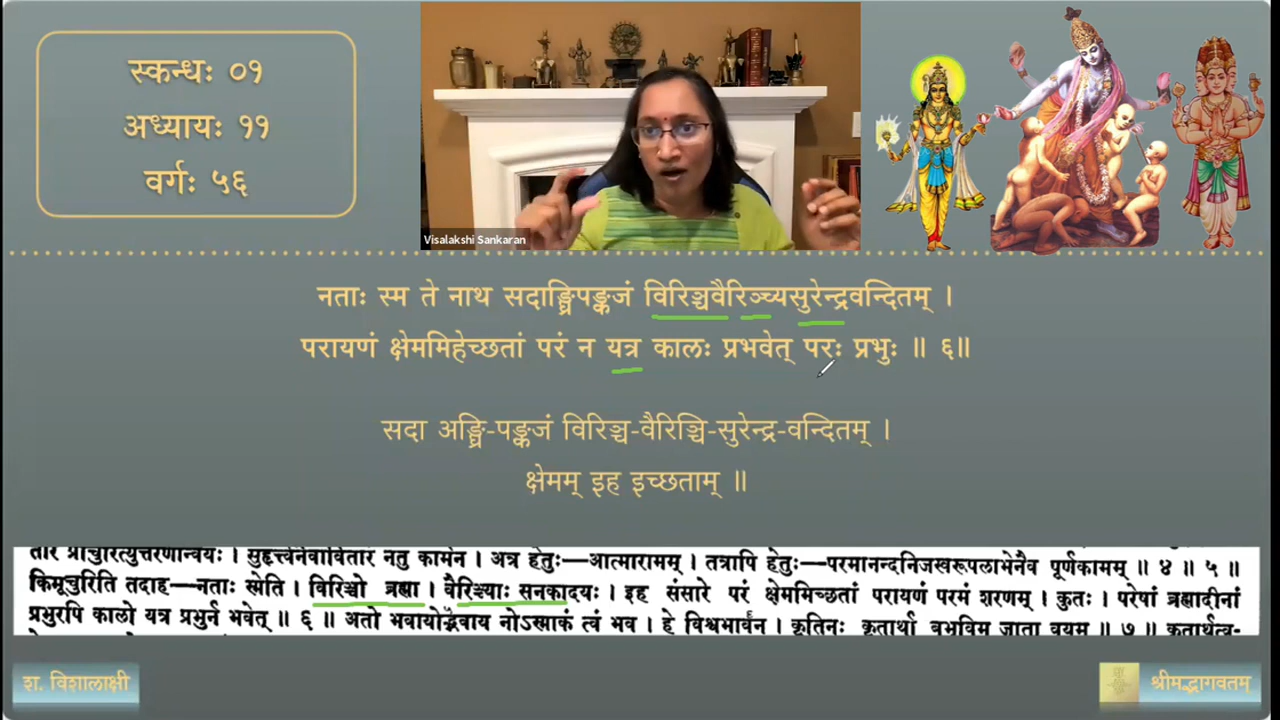 स्कन्धः ०१
अध्यायः ११
वर्गः ५६
Visalakshi Sankaran
नताः स्म ते नाथ सदाङ्घ्रिपङ्कजं विरिञ्चवैरिञ्च्यसुरेन्द्रवन्दितम् ।
परायणं क्षेममिहेच्छतां परं न यत्र कालः प्रभवेत् परः प्रभुः ॥ ६॥
सदा अङ्घ्रि-पङ्कजं विरिञ्च-वैरिञ्चि-सुरेन्द्र-वन्दितम् ।
क्षेमम् इह इच्छताम् ॥
प्राचुरित्युत्तरेणान्वयः । सुहृत्त्वेनैवावितारं नतु कामेन । अत्र हेतुः—आत्मारामम् । तत्रापि हेतुः—परमानन्दनिजस्वरूपलाभेनैव पूर्णकामम् ॥ ४ ॥ ५ ॥
किमूचुरिति तदाह—नताः स्मेति । विरिञ्चो ब्रह्मा । वैरिञ्च्याः सनकादयः । इह संसारे परं क्षेममिच्छतां परायणं परमं शरणम् । कुतः । परेषां ब्रह्मादीनां
प्रभुरपि कालो यत्र प्रभुर्न भवेत् ॥ ६ ॥ अतो भवायोद्भवाय नोऽस्माकं त्वं भव । हे विश्वभावन । कृतिनः कृतार्था बभूविम जाता वयम् ॥ ७ ॥ कृतार्थत्व-
श. विशालाक्षी
श्रीमद्भागवतम्